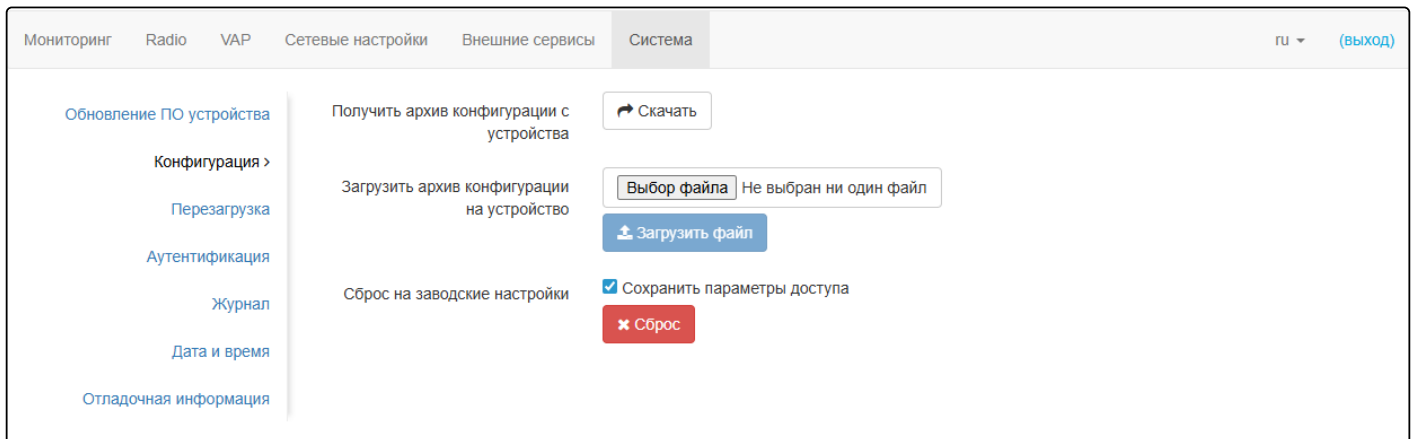 Мониторинг Radio VAP Сетевые настройки Внешние сервисы Система ru (выход)
Обновление ПО устройства
Конфигурация >
Перезагрузка
Аутентификация
Журнал
Дата и время
Отладочная информация
Получить архив конфигурации с
устройства
Скачать
Загрузить архив конфигурации
на устройство
Выбор файла Не выбран ни один файл
Загрузить файл
Сброс на заводские настройки
Сохранить параметры доступа
Сброс